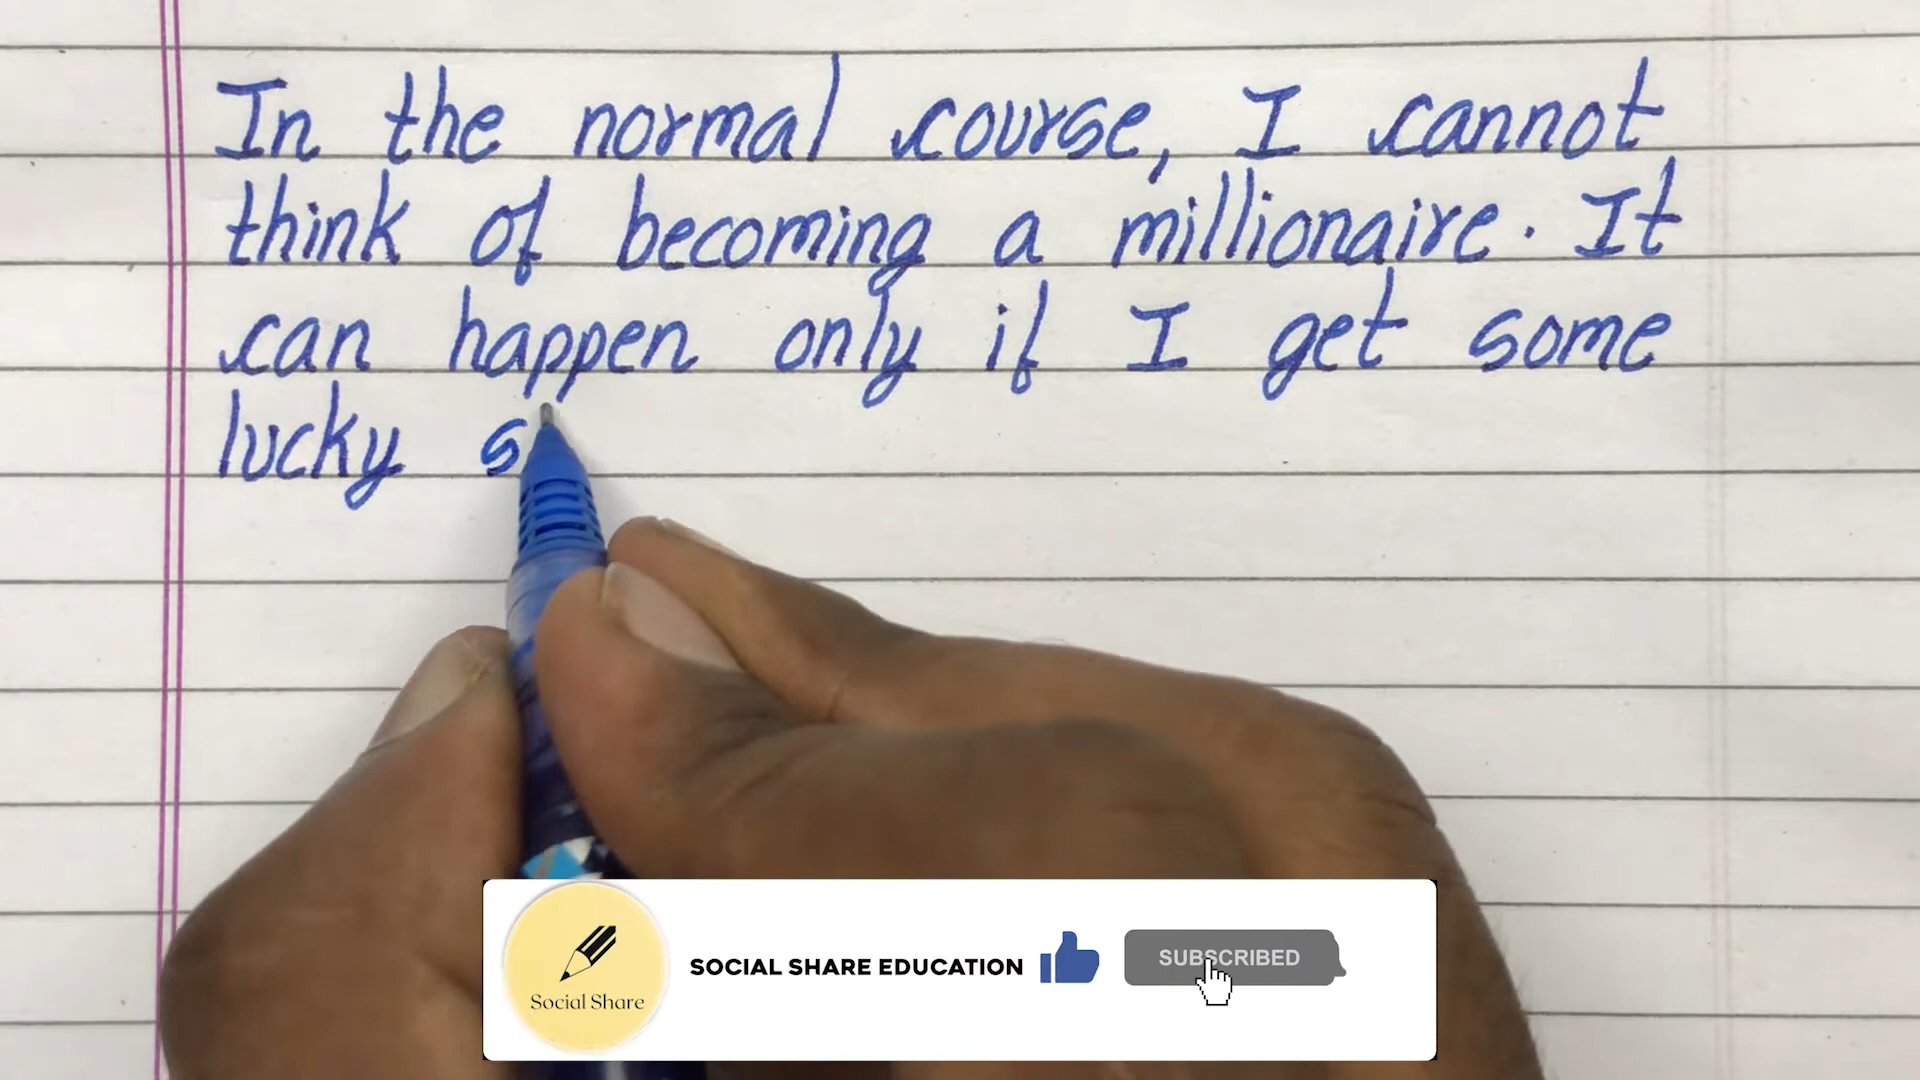 In the normal course, I cannot
think of becoming a millionaire. It
can happen only if I get some
lucky s
Social Share
SOCIAL SHARE EDUCATION
SUBSCRIBED